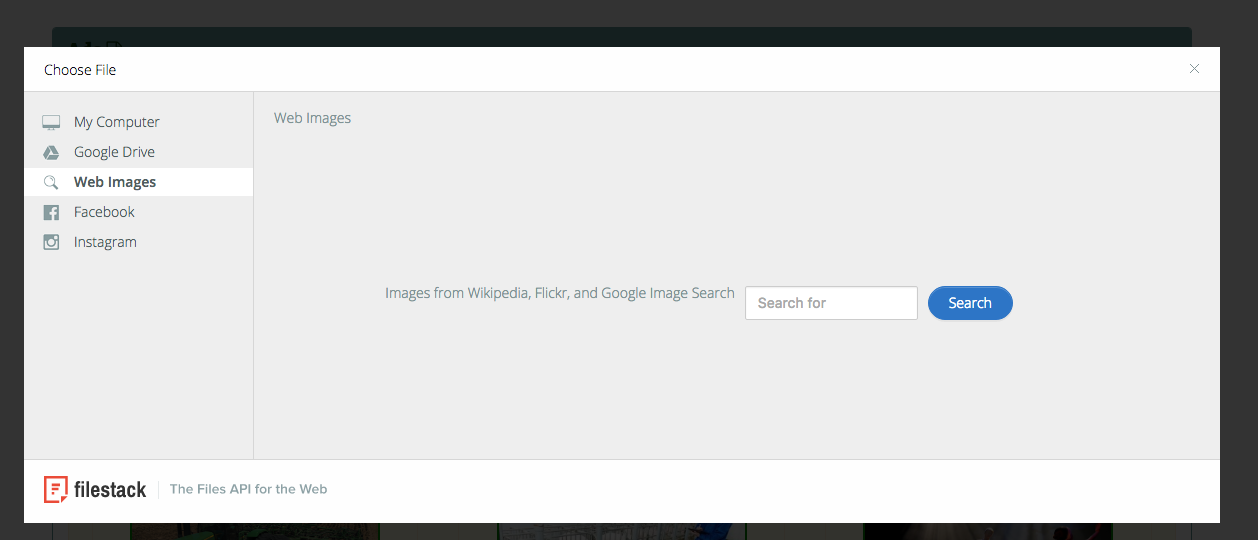 Choose File
My Computer
Google Drive
Web Images
Facebook
Instagram
Web Images
Images from Wikipedia, Flickr, and Google Image Search
Search for
Search
filestack
The Files API for the Web